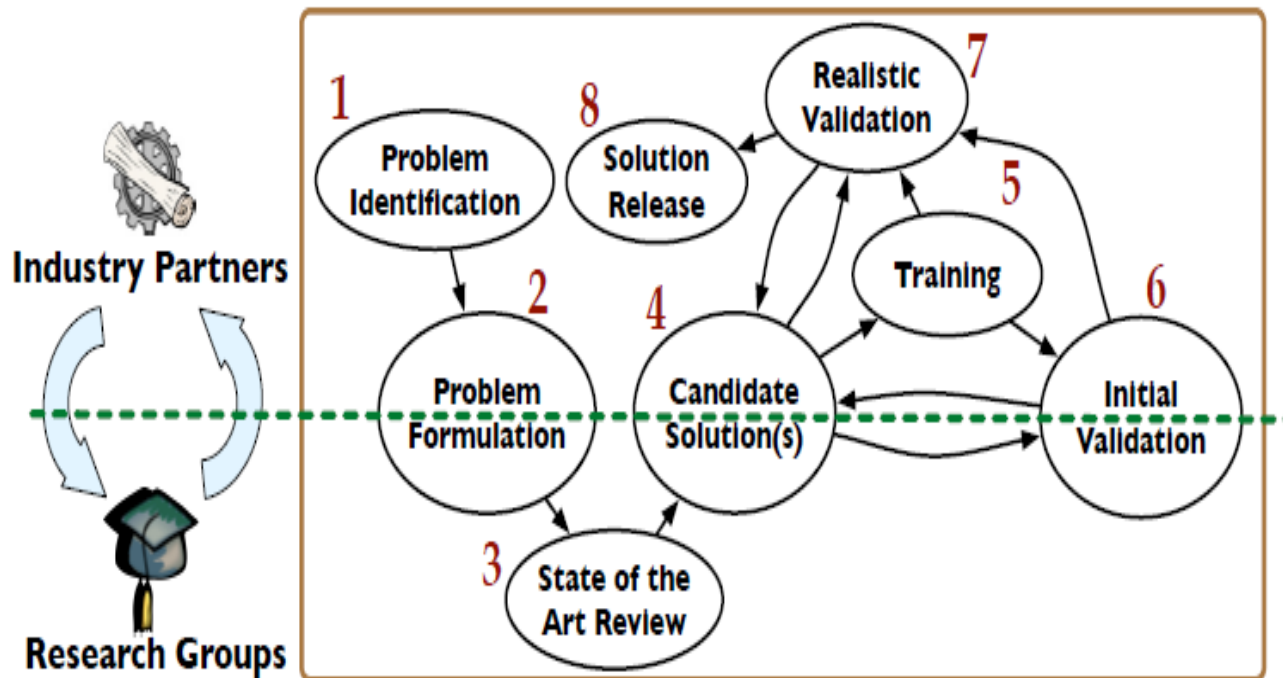 Industry Partners
Research Groups
1
Problem
Identification
2
Problem
Formulation
3
State of the
Art Review
4
Candidate
Solution(s)
5
Training
6
Initial
Validation
7
Realistic
Validation
8
Solution
Release